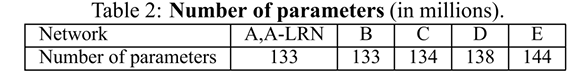 Table 2: Number of parameters (in millions).
Network A,A-LRN B C D E
Number of parameters 133 133 134 138 144